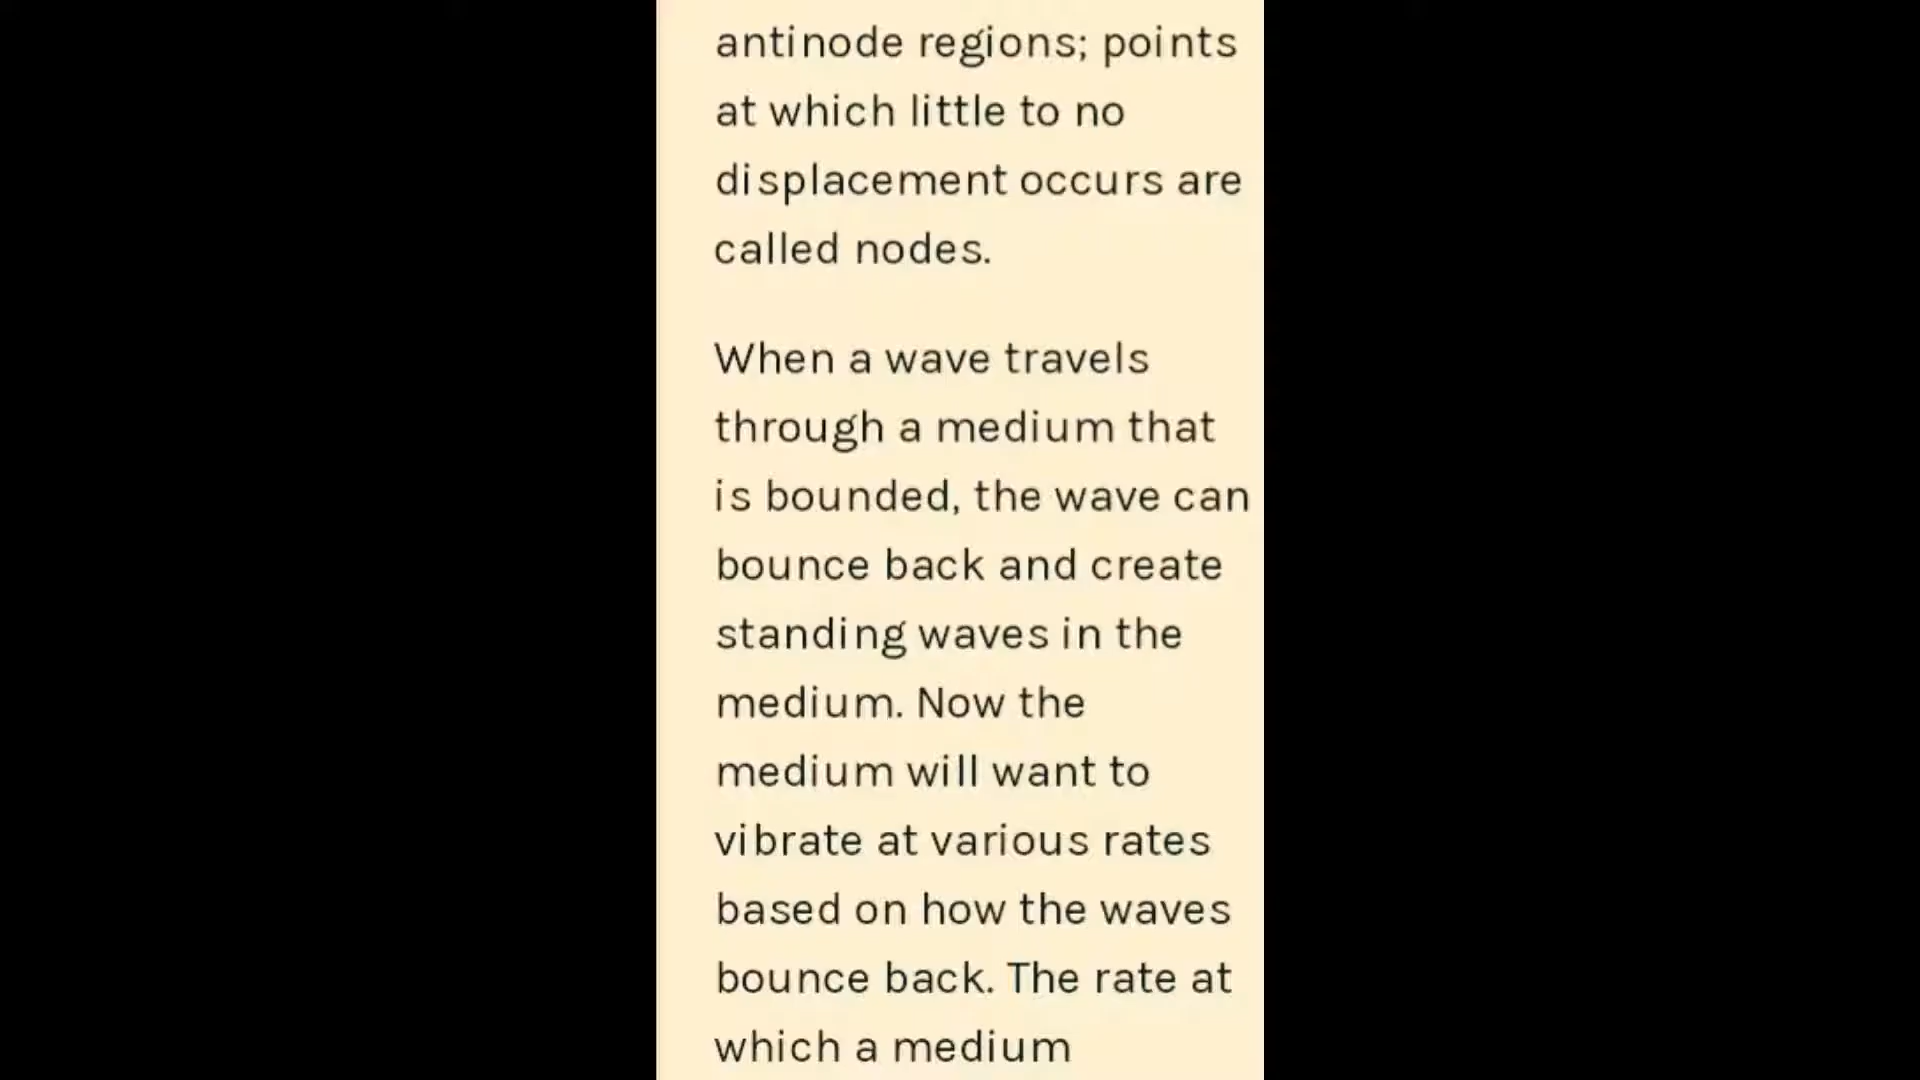 antinode regions; points
at which little to no
displacement occurs are
called nodes.
When a wave travels
through a medium that
is bounded, the wave can
bounce back and create
standing waves in the
medium. Now the
medium will want to
vibrate at various rates
based on how the waves
bounce back. The rate at
which a medium